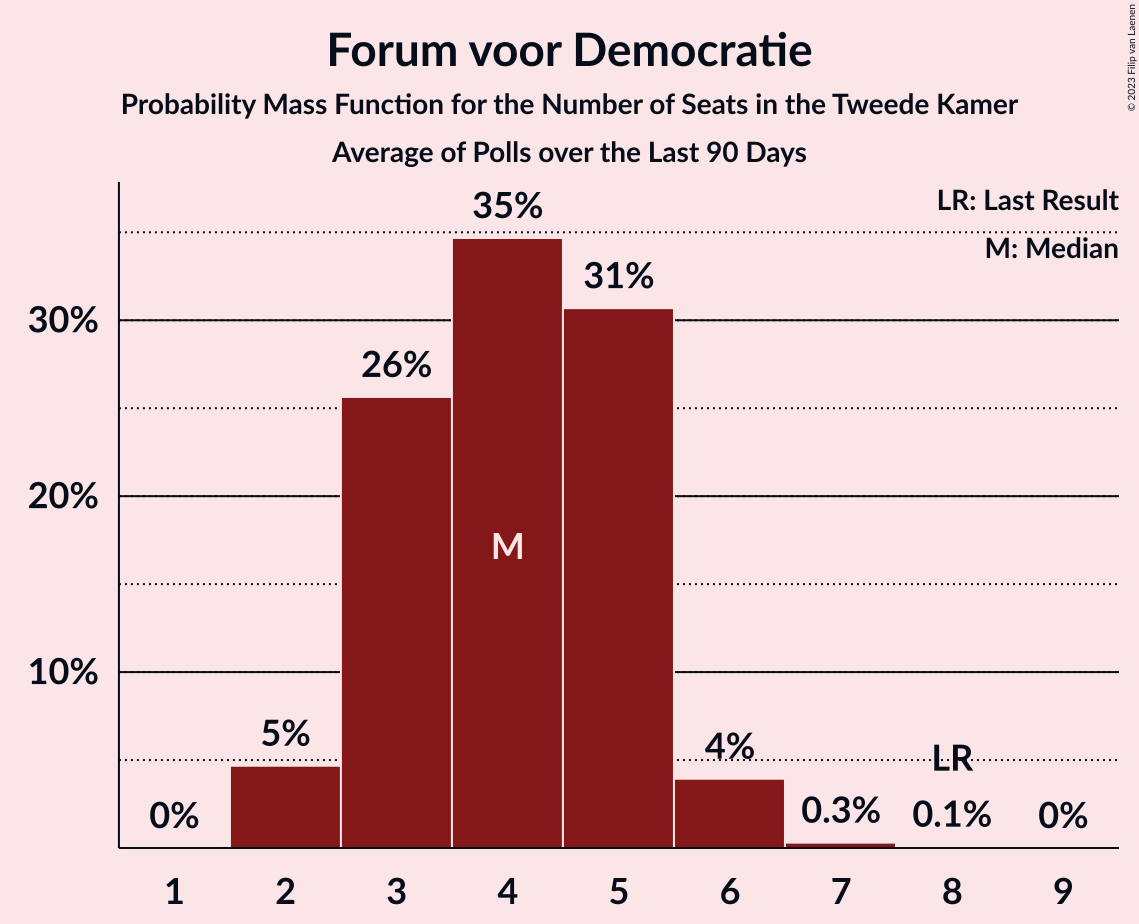 Forum voor Democratie
Probability Mass Function for the Number of Seats in the Tweede Kamer
Average of Polls over the Last 90 Days
© 2023 Filip van Laenen
LR: Last Result
M: Median
35%
31%
30%
26%
20%
M
10%
5%
4%
LR
0%
0.3%
0.1%
0%
1 2 3 4 5 6 7 8 9